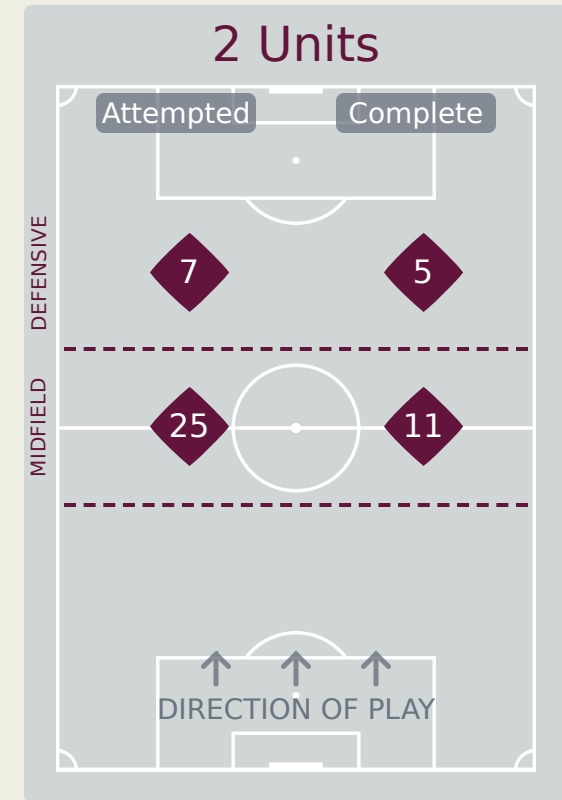 2 Units
Attempted
Complete
DEFENSIVE
7
5
MIDFIELD
25
11
DIRECTION OF PLAY